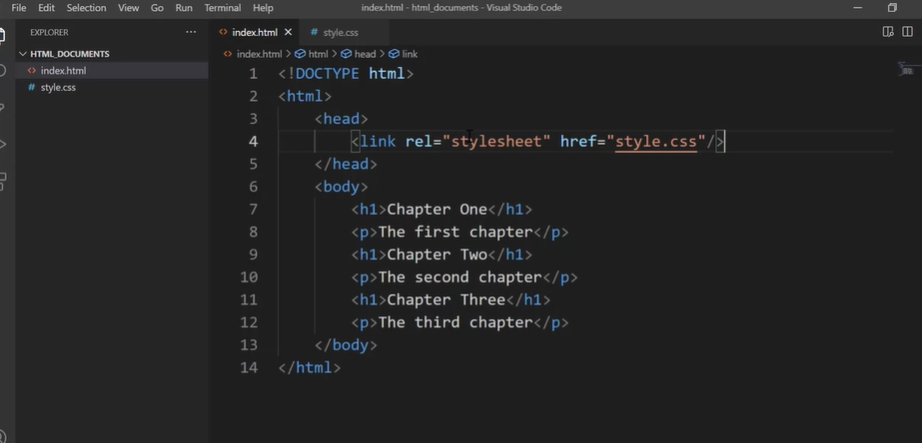 File Edit Selection View Go Run Terminal Help index.html - html_documents - Visual Studio Code
EXPLORER ···
HTML_DOCUMENTS
index.html
style.css
index.html style.css
index.html > html > head > link
1 <!DOCTYPE html>
2 <html>
3 <head>
4 <link rel="stylesheet" href="style.css"/>
5 </head>
6 <body>
7 <h1>Chapter One</h1>
8 <p>The first chapter</p>
9 <h1>Chapter Two</h1>
10 <p>The second chapter</p>
11 <h1>Chapter Three</h1>
12 <p>The third chapter</p>
13 </body>
14 </html>